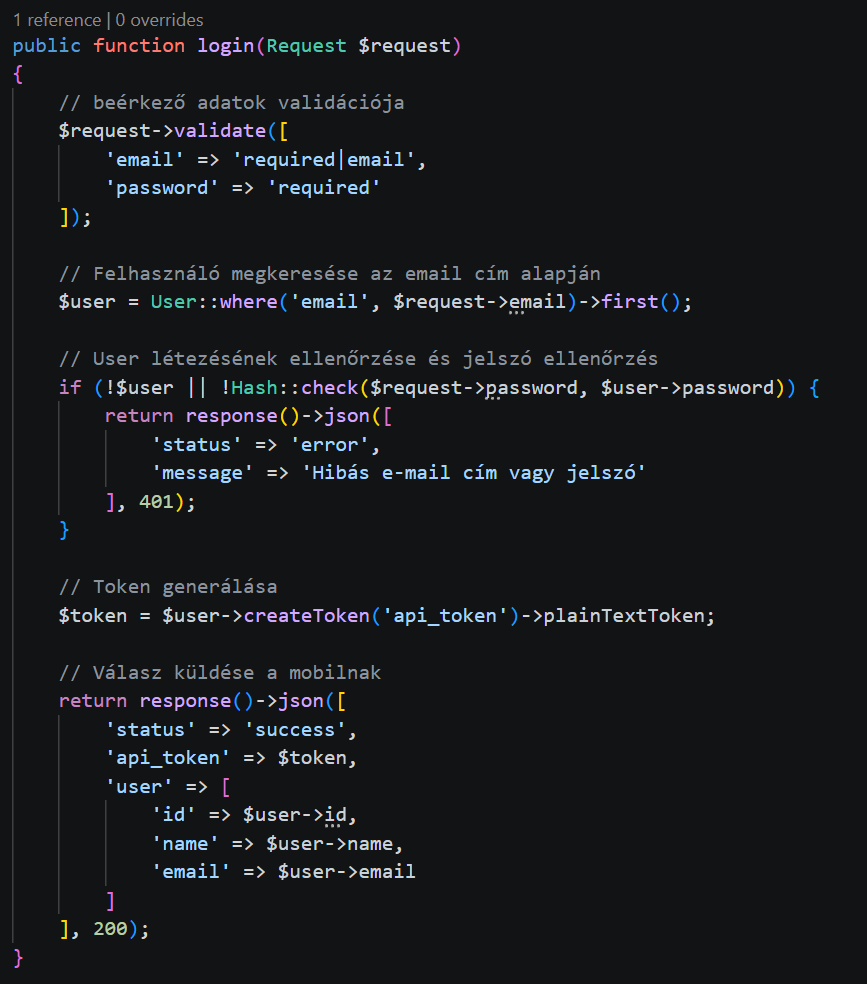 1 reference | 0 overrides
public function login(Request $request)
{
    // beérkező adatok validációja
    $request->validate([
        'email' => 'required|email',
        'password' => 'required'
    ]);

    // Felhasználó megkeresése az email cím alapján
    $user = User::where('email', $request->email)->first();

    // User létezésének ellenőrzése és jelszó ellenőrzés
    if (!$user || !Hash::check($request->password, $user->password)) {
        return response()->json([
            'status' => 'error',
            'message' => 'Hibás e-mail cím vagy jelszó'
        ], 401);
    }

    // Token generálása
    $token = $user->createToken('api_token')->plainTextToken;

    // Válasz küldése a mobilnak
    return response()->json([
        'status' => 'success',
        'api_token' => $token,
        'user' => [
            'id' => $user->id,
            'name' => $user->name,
            'email' => $user->email
        ]
    ], 200);
}